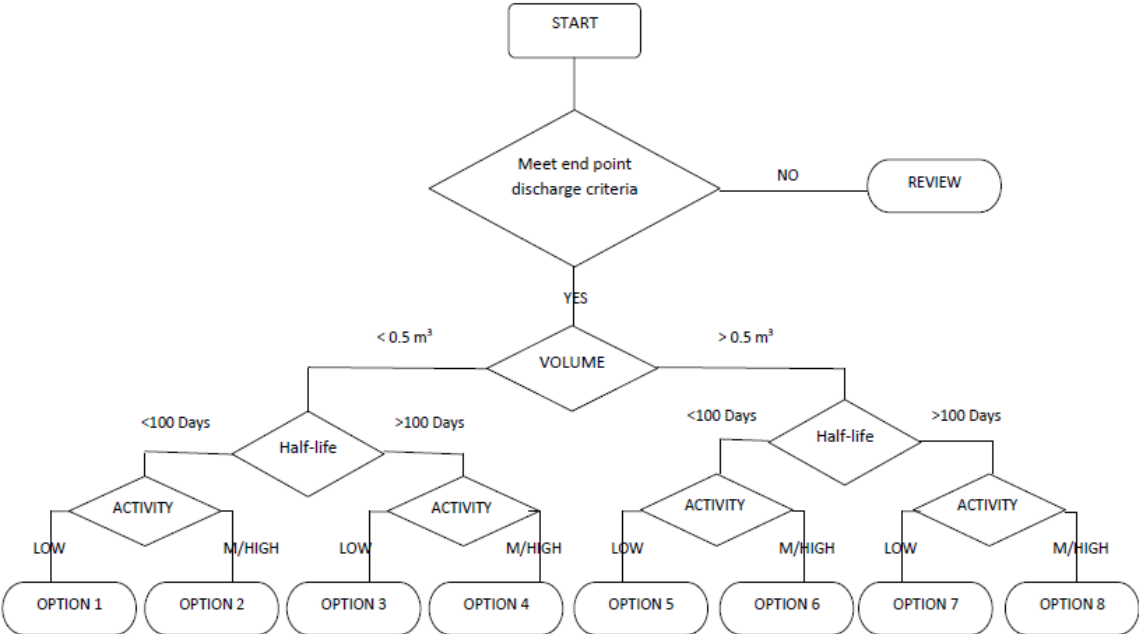 START
Meet end point
discharge criteria
NO
REVIEW
YES
< 0.5 m³
VOLUME
> 0.5 m³
<100 Days
Half-life
>100 Days
<100 Days
Half-life
>100 Days
ACTIVITY
ACTIVITY
ACTIVITY
ACTIVITY
LOW
M/HIGH
LOW
M/HIGH
LOW
M/HIGH
LOW
M/HIGH
OPTION 1
OPTION 2
OPTION 3
OPTION 4
OPTION 5
OPTION 6
OPTION 7
OPTION 8